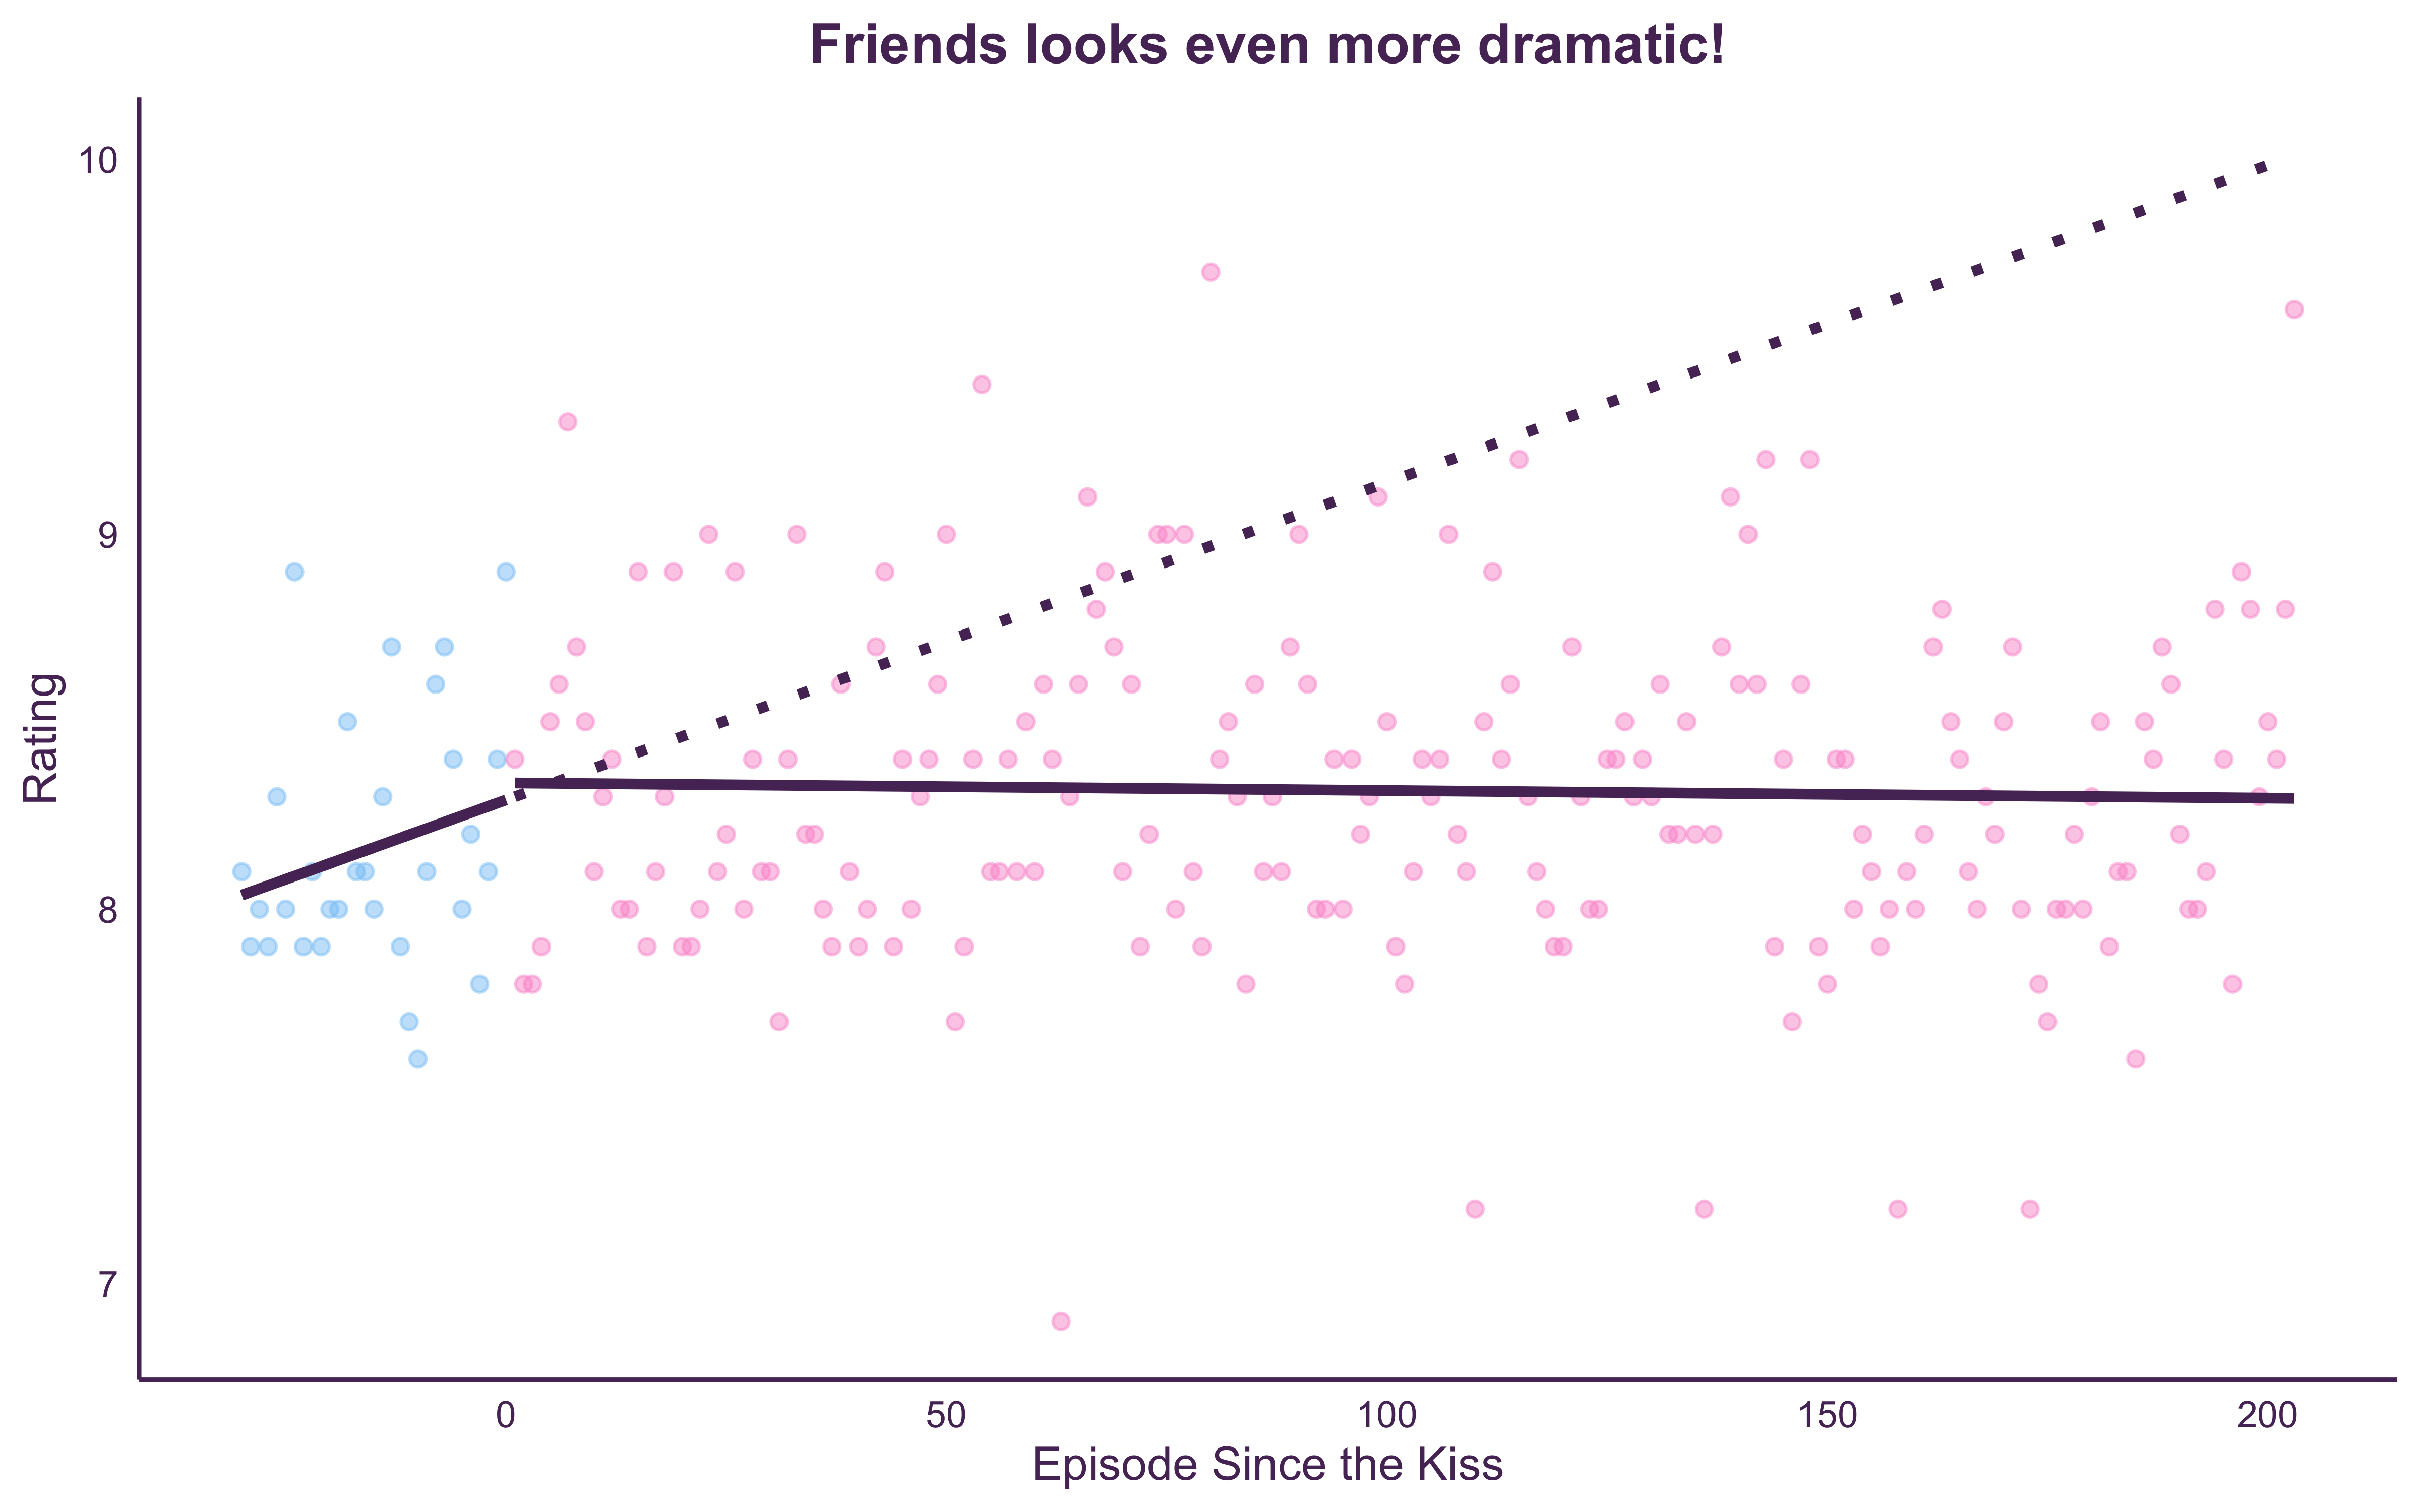 Friends looks even more dramatic!
10
9
8
7
Rating
0 50 100 150 200
Episode Since the Kiss